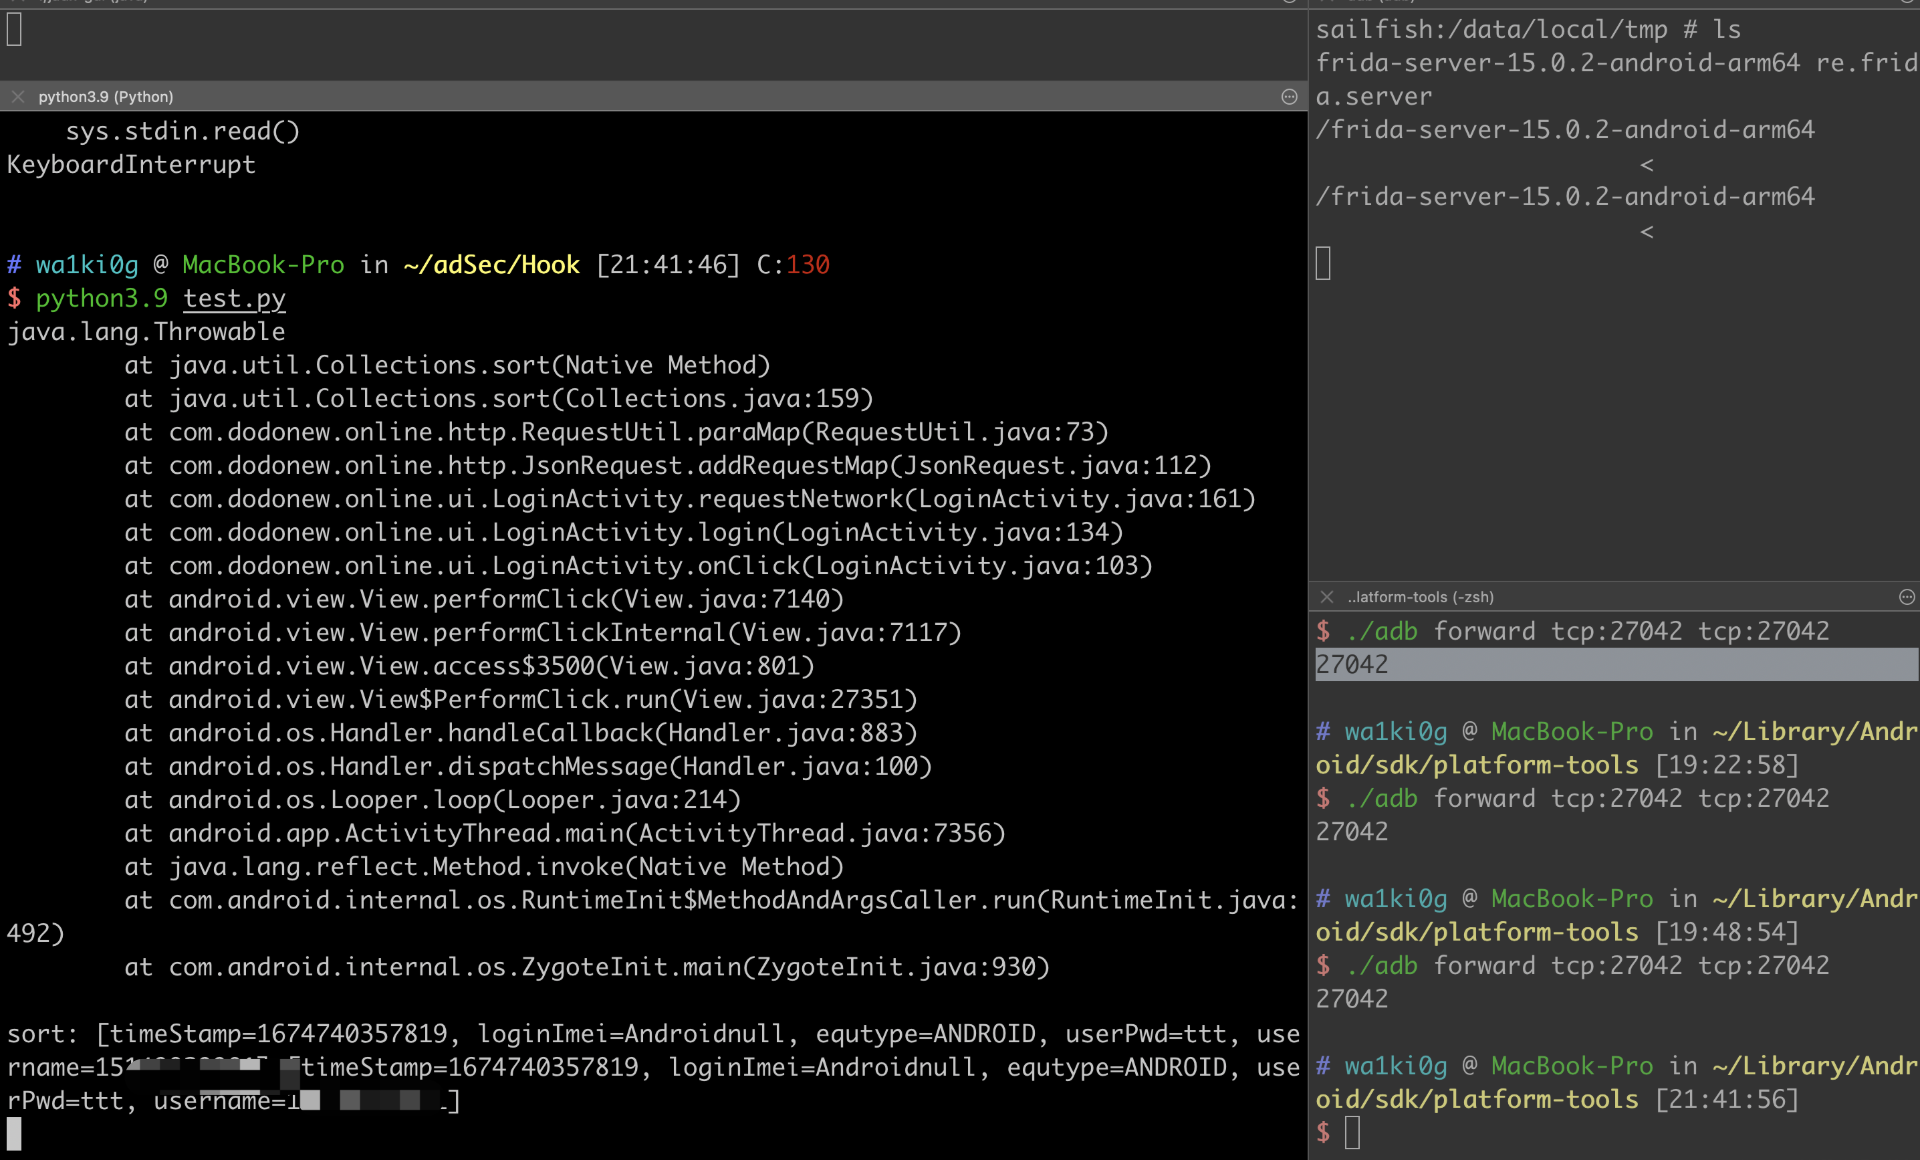 python3.9 (Python)
    sys.stdin.read()
KeyboardInterrupt
# wa1ki0g @ MacBook-Pro in ~/adSec/Hook [21:41:46] C:130
$ python3.9 test.py
java.lang.Throwable
        at java.util.Collections.sort(Native Method)
        at java.util.Collections.sort(Collections.java:159)
        at com.dodonew.online.http.RequestUtil.paraMap(RequestUtil.java:73)
        at com.dodonew.online.http.JsonRequest.addRequestMap(JsonRequest.java:112)
        at com.dodonew.online.ui.LoginActivity.requestNetwork(LoginActivity.java:161)
        at com.dodonew.online.ui.LoginActivity.login(LoginActivity.java:134)
        at com.dodonew.online.ui.LoginActivity.onClick(LoginActivity.java:103)
        at android.view.View.performClick(View.java:7140)
        at android.view.View.performClickInternal(View.java:7117)
        at android.view.View.access$3500(View.java:801)
        at android.view.View$PerformClick.run(View.java:27351)
        at android.os.Handler.handleCallback(Handler.java:883)
        at android.os.Handler.dispatchMessage(Handler.java:100)
        at android.os.Looper.loop(Looper.java:214)
        at android.app.ActivityThread.main(ActivityThread.java:7356)
        at java.lang.reflect.Method.invoke(Native Method)
        at com.android.internal.os.RuntimeInit$MethodAndArgsCaller.run(RuntimeInit.java:
492)
        at com.android.internal.os.ZygoteInit.main(ZygoteInit.java:930)
sort: [timeStamp=1674740357819, loginImei=Androidnull, equtype=ANDROID, userPwd=ttt, use
timeStamp=1674740357819, loginImei=Androidnull, equtype=ANDROID, use
rPwd=ttt, ]
sailfish:/data/local/tmp # ls
frida-server-15.0.2-android-arm64 re.frid
a.server
/frida-server-15.0.2-android-arm64
<
/frida-server-15.0.2-android-arm64
<
..latform-tools (-zsh)
$ ./adb forward tcp:27042 tcp:27042
27042
# wa1ki0g @ MacBook-Pro in ~/Library/Andr
oid/sdk/platform-tools [19:22:58]
$ ./adb forward tcp:27042 tcp:27042
27042
# wa1ki0g @ MacBook-Pro in ~/Library/Andr
oid/sdk/platform-tools [19:48:54]
$ ./adb forward tcp:27042 tcp:27042
27042
# wa1ki0g @ MacBook-Pro in ~/Library/Andr
oid/sdk/platform-tools [21:41:56]
$